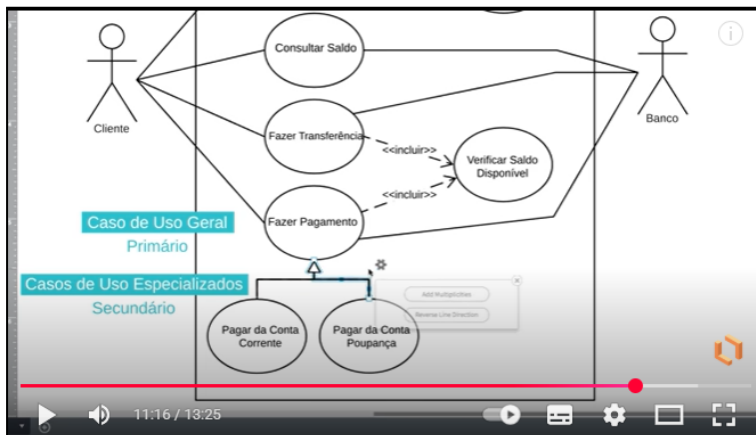 Consultar Saldo
Cliente
Banco
Fazer Transferência
<<incluir>>
Verificar Saldo
Disponível
<<incluir>>
Caso de Uso Geral
Fazer Pagamento
Primário
Casos de Uso Especializados
Secundário
Add Multiplicities
Reverse Line Direction
Pagar da Conta
Corrente
Pagar da Conta
Poupança
11:16 / 13:25